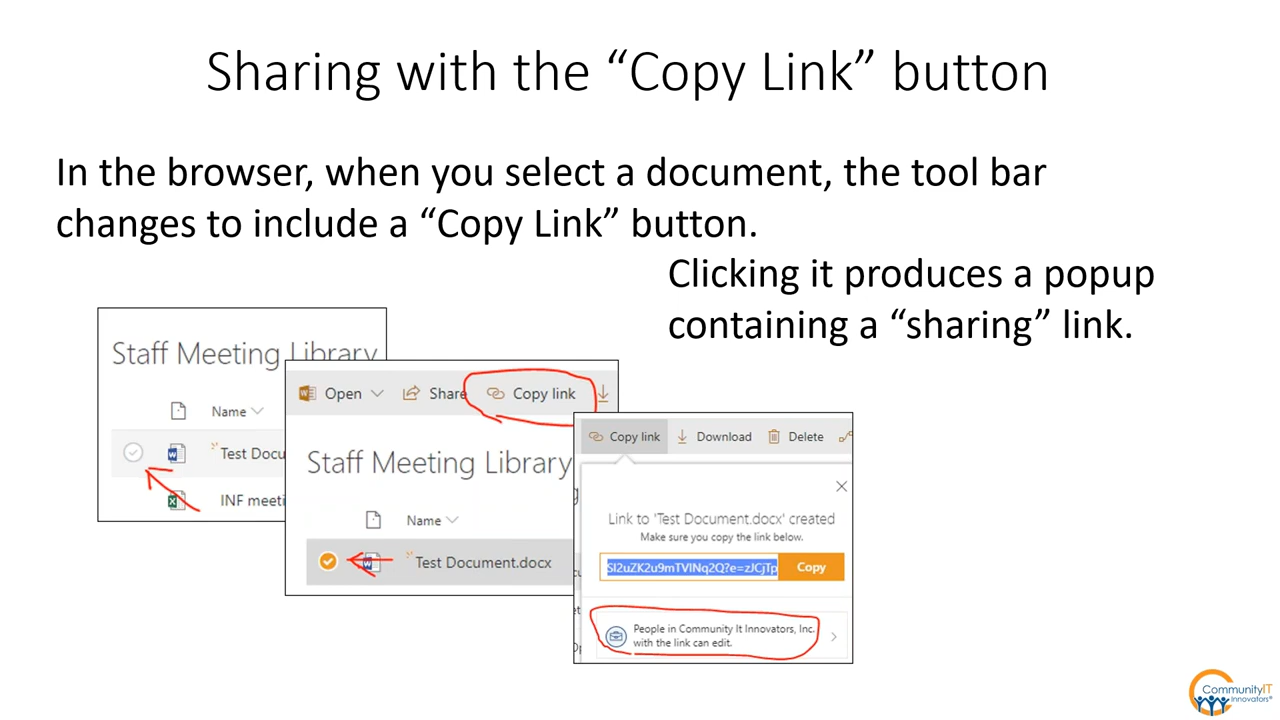 Sharing with the “Copy Link” button
In the browser, when you select a document, the tool bar
changes to include a “Copy Link” button.
Clicking it produces a popup
containing a “sharing” link.
Staff Meeting Library
Name
Test Docu
INF meeti
Open
Share
Copy link
Staff Meeting Library
Name
Test Document.docx
Copy link
Download
Delete
Link to 'Test Document.docx' created
Make sure you copy the link below.
SI2uZK2u9mTVINq2Q?e=zJCjTp
Copy
People in Community It Innovators, Inc.
with the link can edit.
CommunityIT
Innovators®